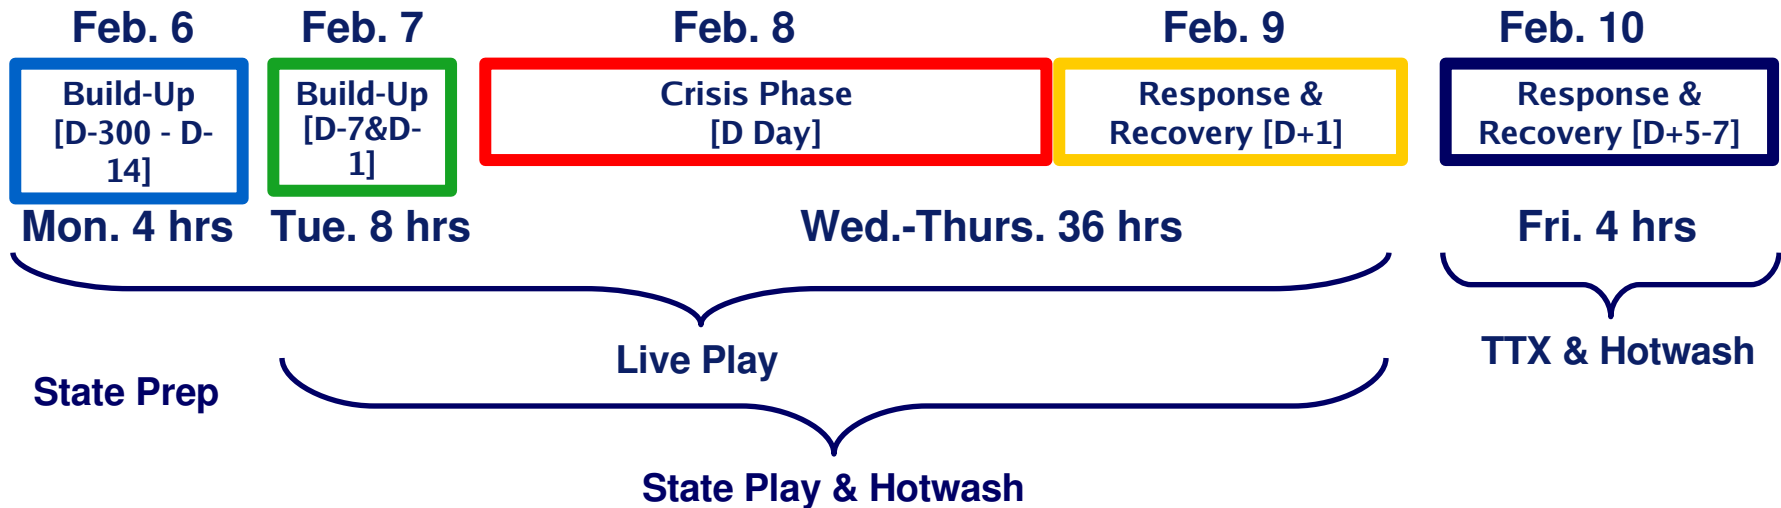 Feb. 6
Feb. 7
Feb. 8
Feb. 9
Feb. 10
Build-Up
[D-300 - D-
14]
Build-Up
[D-7&D-
1]
Crisis Phase
[D Day]
Response &
Recovery [D+1]
Response &
Recovery [D+5-7]
Mon. 4 hrs
Tue. 8 hrs
Wed.-Thurs. 36 hrs
Fri. 4 hrs
Live Play
TTX & Hotwash
State Prep
State Play & Hotwash